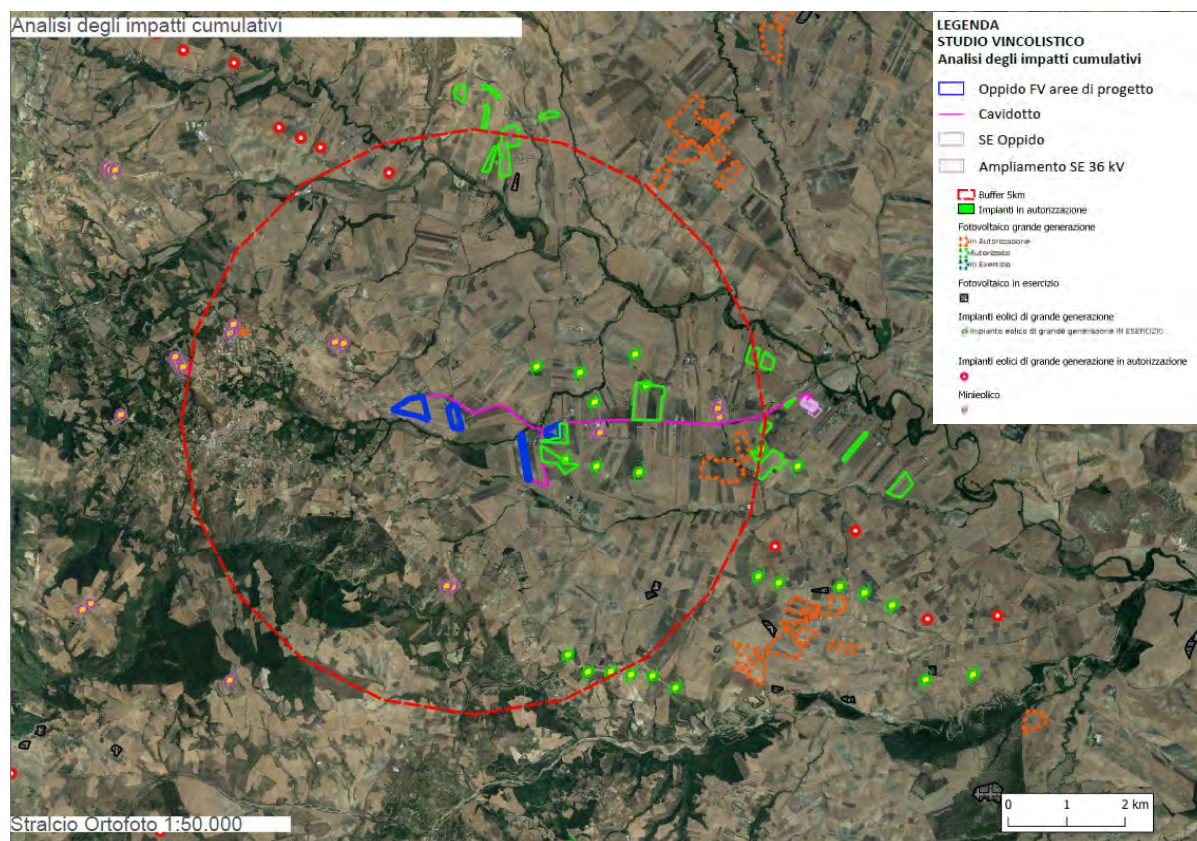 Analisi degli impatti cumulativi
LEGENDA
STUDIO VINCOLISTICO
Analisi degli impatti cumulativi
Oppido FV aree di progetto
Cavidotto
SE Oppido
Ampliamento SE 36 kV
Buffer 5km
Impianti in autorizzazione
Fotovoltaico grande generazione
in Autorizzazione
Autorizzato
in Esercizio
Fotovoltaico in esercizio
Impianti eolici di grande generazione
Impianto eolico di grande generazione IN ESERCIZIO
Impianti eolici di grande generazione in autorizzazione
Minieolico
0 1 2 km
Stralcio Ortofoto 1:50.000